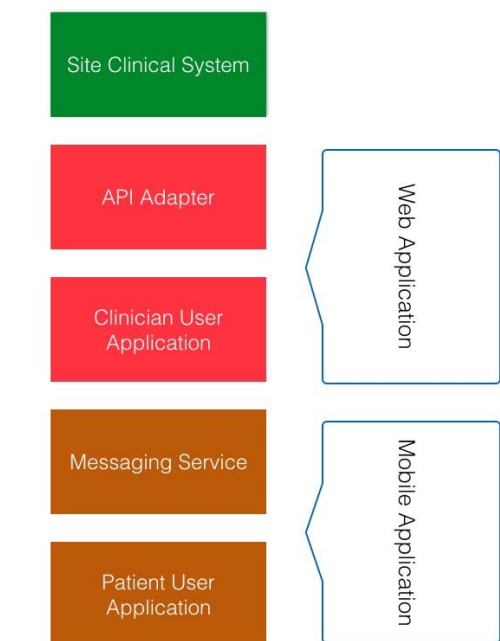 Site Clinical System
API Adapter
Clinician User
Application
Web Application
Messaging Service
Patient User
Application
Mobile Application